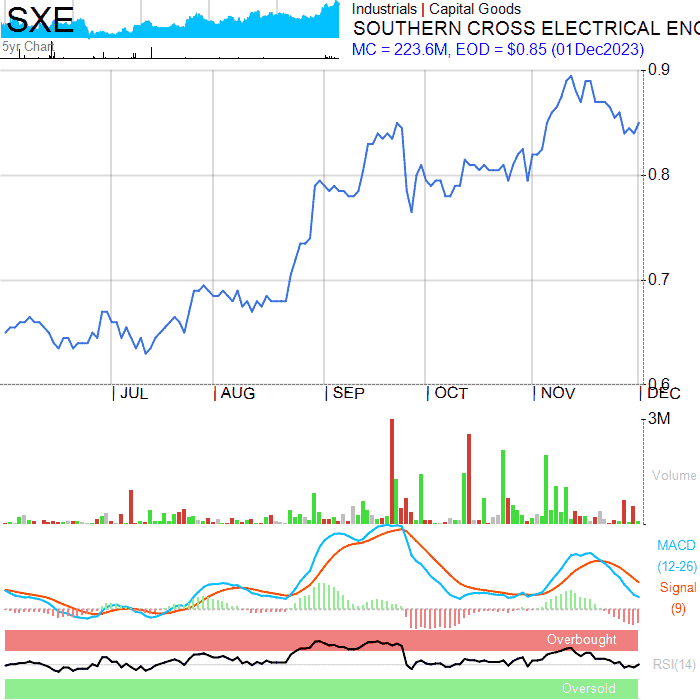 SXE
Industrials | Capital Goods
SOUTHERN CROSS ELECTRICAL ENG
MC = 223.6M, EOD = $0.85 (01Dec2023)
5yr Chart
0.9
0.8
0.7
0.6
JUL AUG SEP OCT NOV DEC
3M
Volume
MACD
(12-26)
Signal
(9)
Overbought
RSI(14)
Oversold